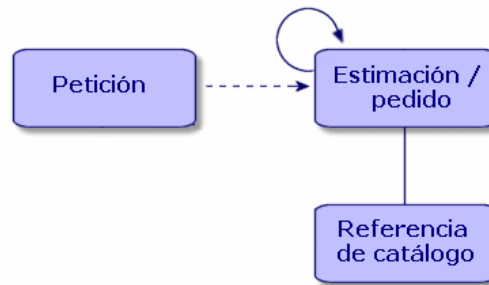 Petición
Estimación /
pedido
Referencia
de catálogo